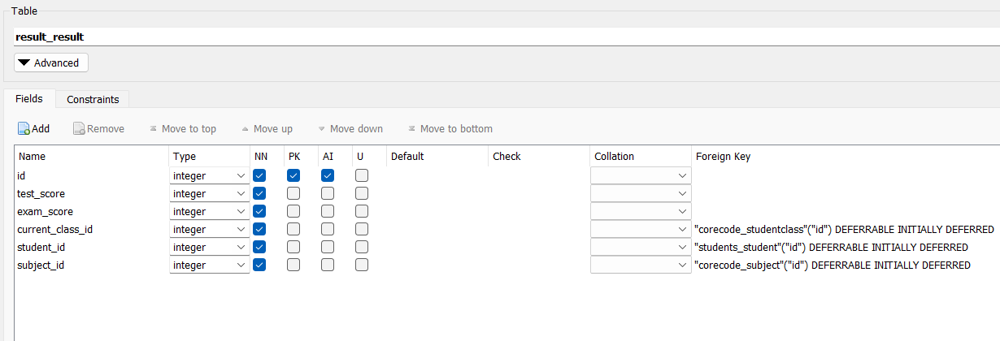 Table
result_result
Advanced
Fields Constraints
Add Remove Move to top Move up Move down Move to bottom
Name Type NN PK AI U Default Check Collation Foreign Key
id integer
test_score integer
exam_score integer
current_class_id integer "corecode_studentclass"("id") DEFERRABLE INITIALLY DEFERRED
student_id integer "students_student"("id") DEFERRABLE INITIALLY DEFERRED
subject_id integer "corecode_subject"("id") DEFERRABLE INITIALLY DEFERRED